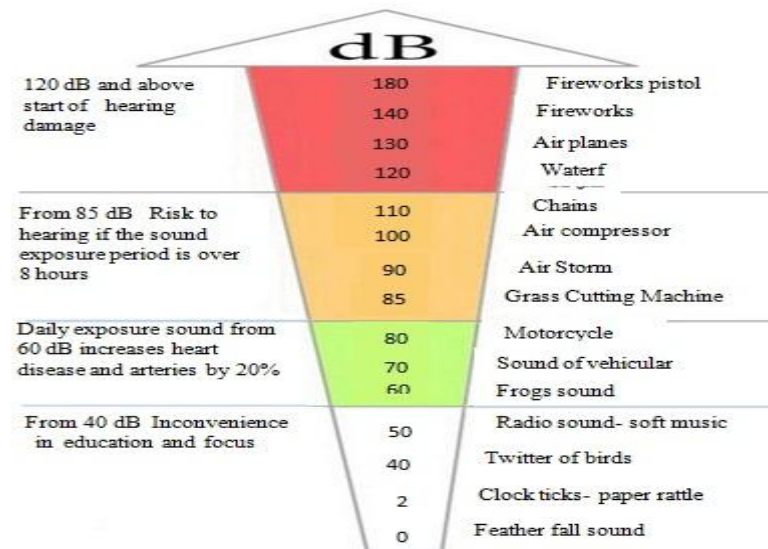 dB
120 dB and above
start of hearing
damage
180
Fireworks pistol
140
Fireworks
130
Air planes
120
Waterf
From 85 dB Risk to
hearing if the sound
exposure period is over
8 hours
110
Chains
100
Air compressor
90
Air Storm
85
Grass Cutting Machine
Daily exposure sound from
60 dB increases heart
disease and arteries by 20%
80
Motorcycle
70
Sound of vehicular
60
Frogs sound
From 40 dB Inconvenience
in education and focus
50
Radio sound- soft music
40
Twitter of birds
2
Clock ticks- paper rattle
0
Feather fall sound